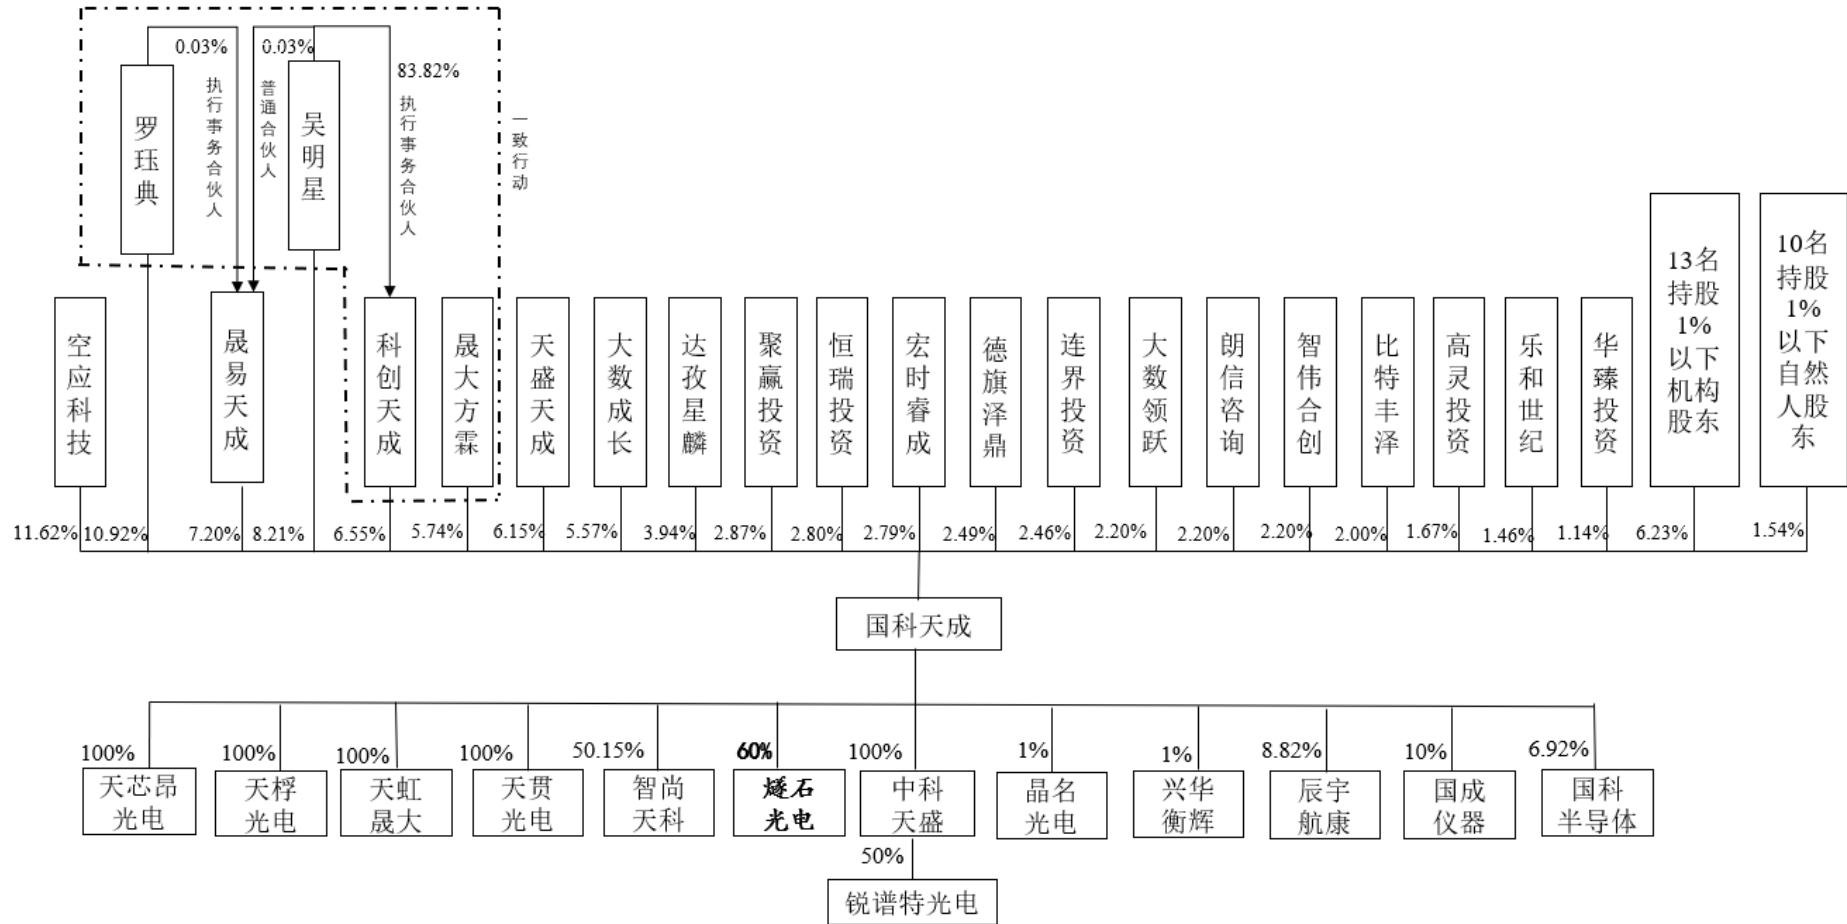 0.03%
0.03%
83.82%
执行事务合伙人
普通合伙人
执行事务合伙人
一致行动
罗珏典
吴明星
空应科技
晟易天成
科创天成
晟大方霖
天盛天成
大数成长
达孜星麟
聚赢投资
恒瑞投资
宏时睿成
德旗泽鼎
连界投资
大数领跃
朗信咨询
智伟合创
比特丰泽
高灵投资
乐和世纪
华臻投资
13名
持股
1%
以下
机构
股东
10名
持股
1%
以下
自然
人股
东
11.62%
10.92%
7.20%
8.21%
6.55%
5.74%
6.15%
5.57%
3.94%
2.87%
2.80%
2.79%
2.49%
2.46%
2.20%
2.20%
2.20%
2.00%
1.67%
1.46%
1.14%
6.23%
1.54%
国科天成
100%
100%
100%
100%
50.15%
60%
100%
1%
1%
8.82%
10%
6.92%
天芯昂
光电
天桴
光电
天虹
晟大
天贯
光电
智尚
天科
燧石
光电
中科
天盛
晶名
光电
兴华
衡辉
辰宇
航康
国成
仪器
国科
半导体
50%
锐谱特光电